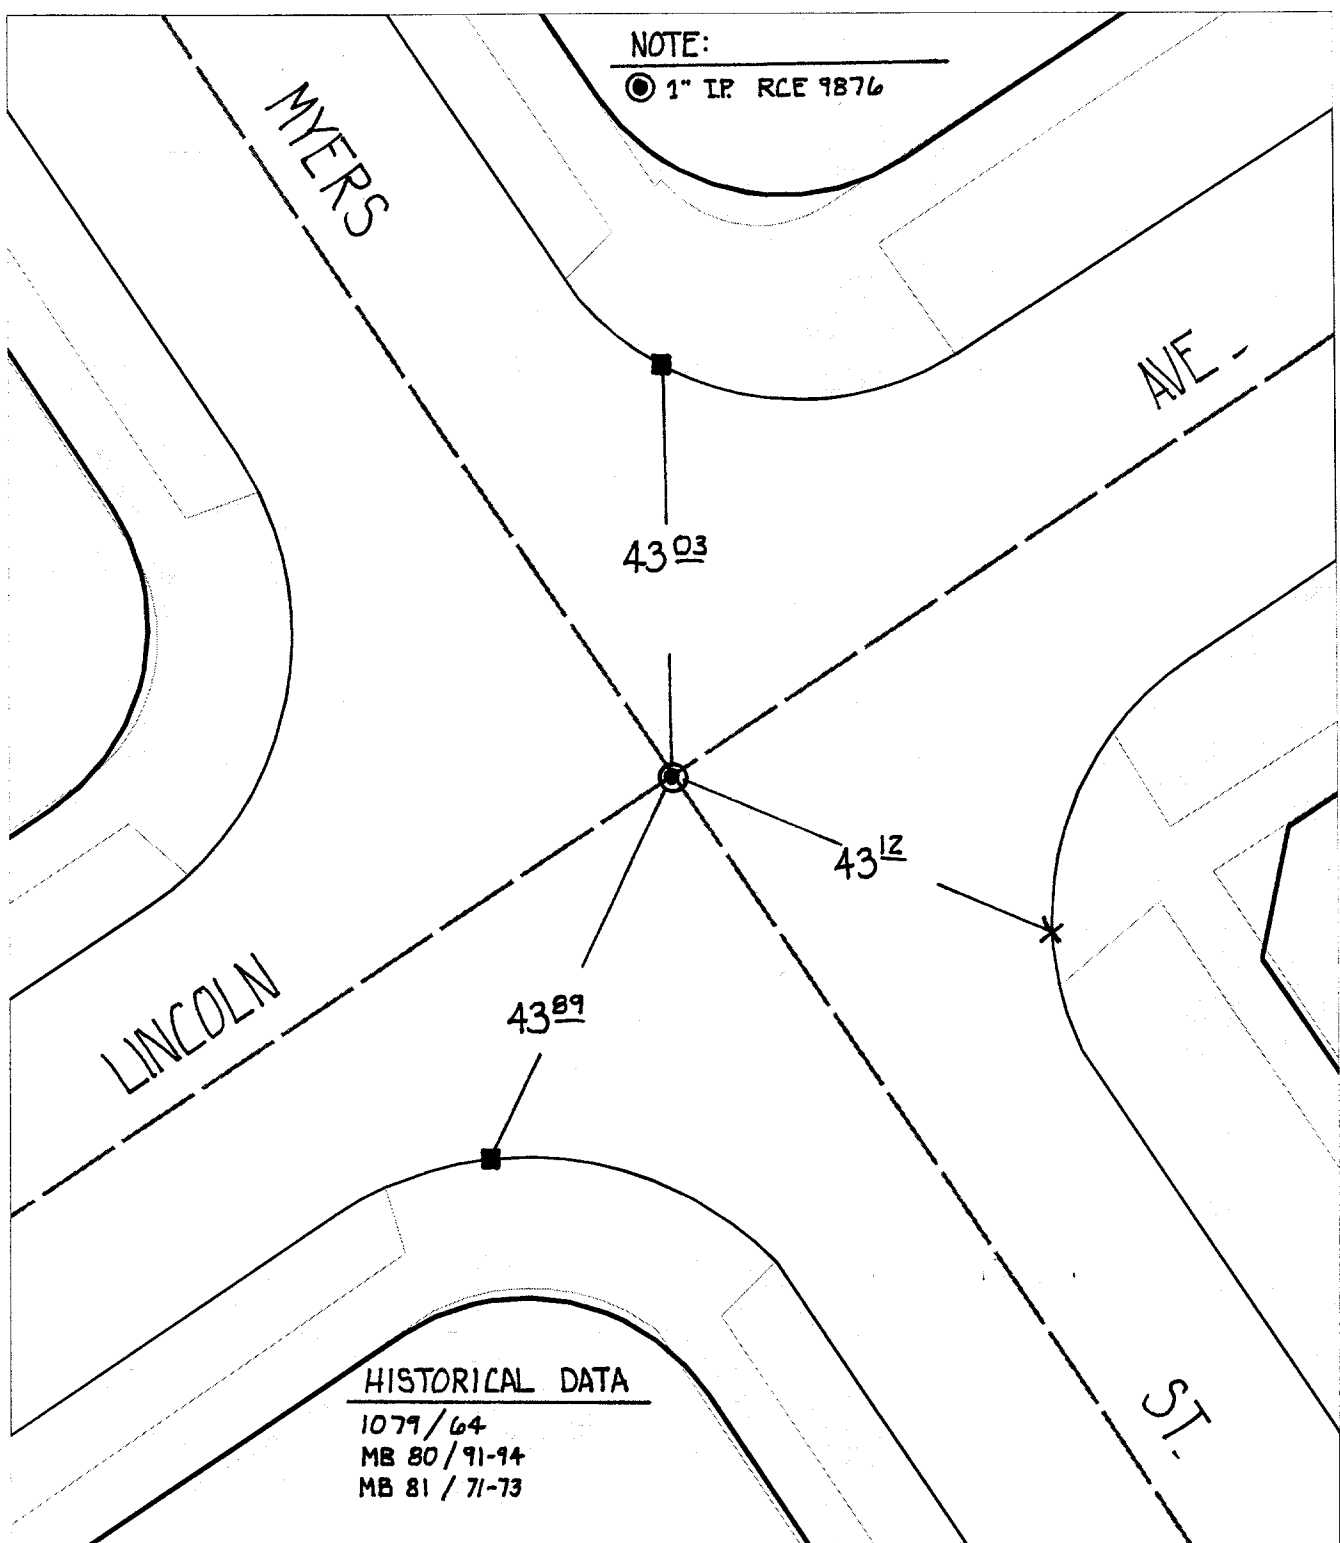 NOTE:
1" I.P. RCE 9876
MYERS
AVE.
43 03
43 12
LINCOLN
43 89
HISTORICAL DATA
1079/64
MB 80/91-94
MB 81 / 71-73
ST.